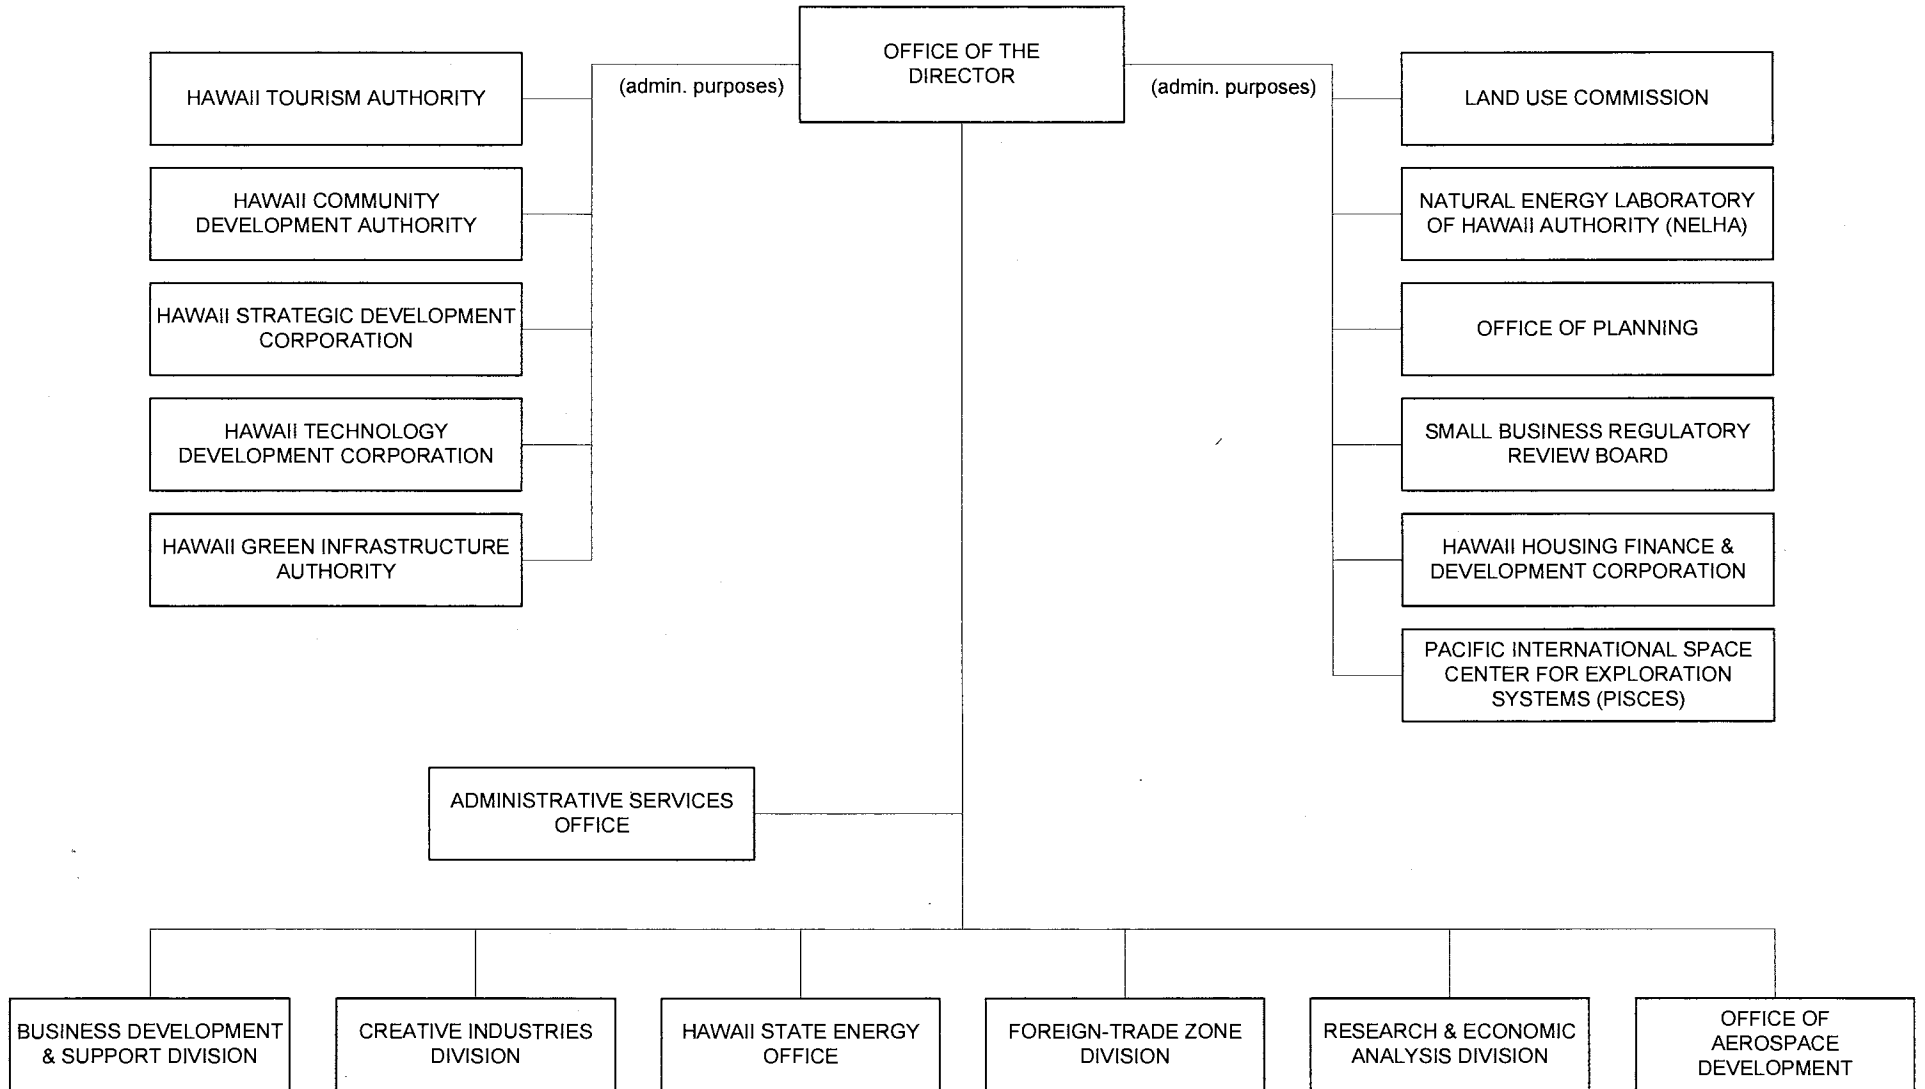 OFFICE OF THE
DIRECTOR
(admin. purposes)
(admin. purposes)
HAWAII TOURISM AUTHORITY
HAWAII COMMUNITY
DEVELOPMENT AUTHORITY
HAWAII STRATEGIC DEVELOPMENT
CORPORATION
HAWAII TECHNOLOGY
DEVELOPMENT CORPORATION
HAWAII GREEN INFRASTRUCTURE
AUTHORITY
LAND USE COMMISSION
NATURAL ENERGY LABORATORY
OF HAWAII AUTHORITY (NELHA)
OFFICE OF PLANNING
SMALL BUSINESS REGULATORY
REVIEW BOARD
HAWAII HOUSING FINANCE &
DEVELOPMENT CORPORATION
PACIFIC INTERNATIONAL SPACE
CENTER FOR EXPLORATION
SYSTEMS (PISCES)
ADMINISTRATIVE SERVICES
OFFICE
BUSINESS DEVELOPMENT
& SUPPORT DIVISION
CREATIVE INDUSTRIES
DIVISION
HAWAII STATE ENERGY
OFFICE
FOREIGN-TRADE ZONE
DIVISION
RESEARCH & ECONOMIC
ANALYSIS DIVISION
OFFICE OF
AEROSPACE
DEVELOPMENT